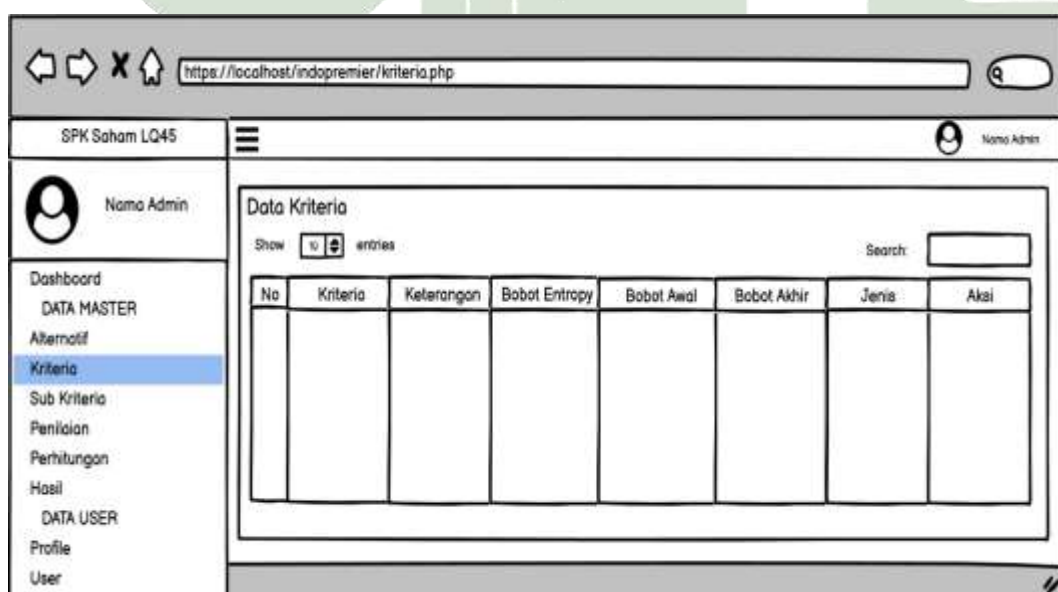 https://localhost/indopremier/kriteria.php
SPK Saham LQ45
Nama Admin
Nama Admin
Dashboard
DATA MASTER
Alternatif
Kriteria
Sub Kriteria
Penilaian
Perhitungan
Hasil
DATA USER
Profile
User
Data Kriteria
Show 10 entries
Search:
No Kriteria Keterangan Bobot Entropy Bobot Awal Bobot Akhir Jenis Aksi